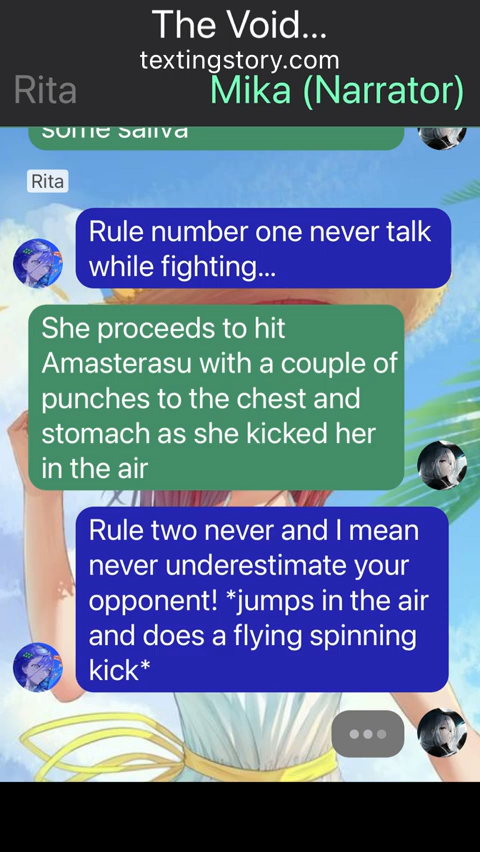 The Void...
textingstory.com
Rita
Mika (Narrator)
some saliva
Rita
Rule number one never talk
while fighting...
She proceeds to hit
Amasterasu with a couple of
punches to the chest and
stomach as she kicked her
in the air
Rule two never and I mean
never underestimate your
opponent! *jumps in the air
and does a flying spinning
kick*